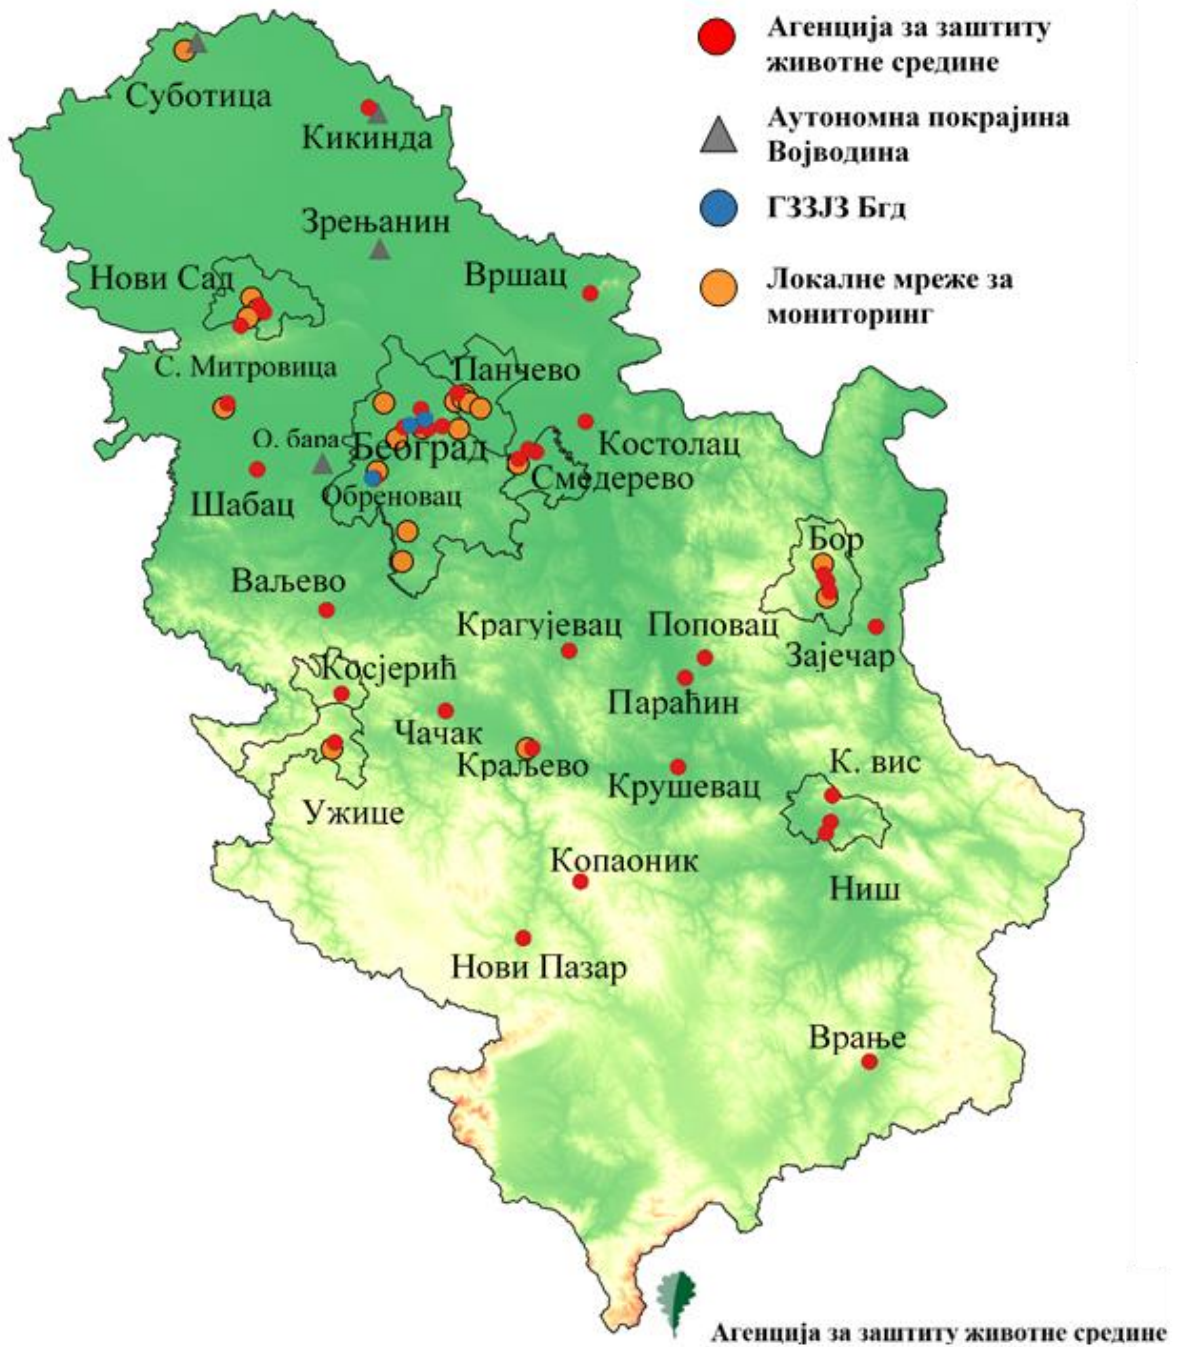 Агенција за заштиту
животне средине
Аутономна покрајина
Војводина
ГЗЗЈЗ Бгд
Локалне мреже за
мониторинг
Суботица
Кикинда
Зрењанин
Нови Сад
Вршац
С. Митровица
Панчево
О. бара
Београд
Костолац
Смедерево
Шабац
Обреновац
Бор
Ваљево
Крагујевац
Поповац
Зајечар
Косјерић
Параћин
Чачак
Краљево
К. вис
Крушевац
Ужице
Копаоник
Ниш
Нови Пазар
Врање
Агенција за заштиту животне средине